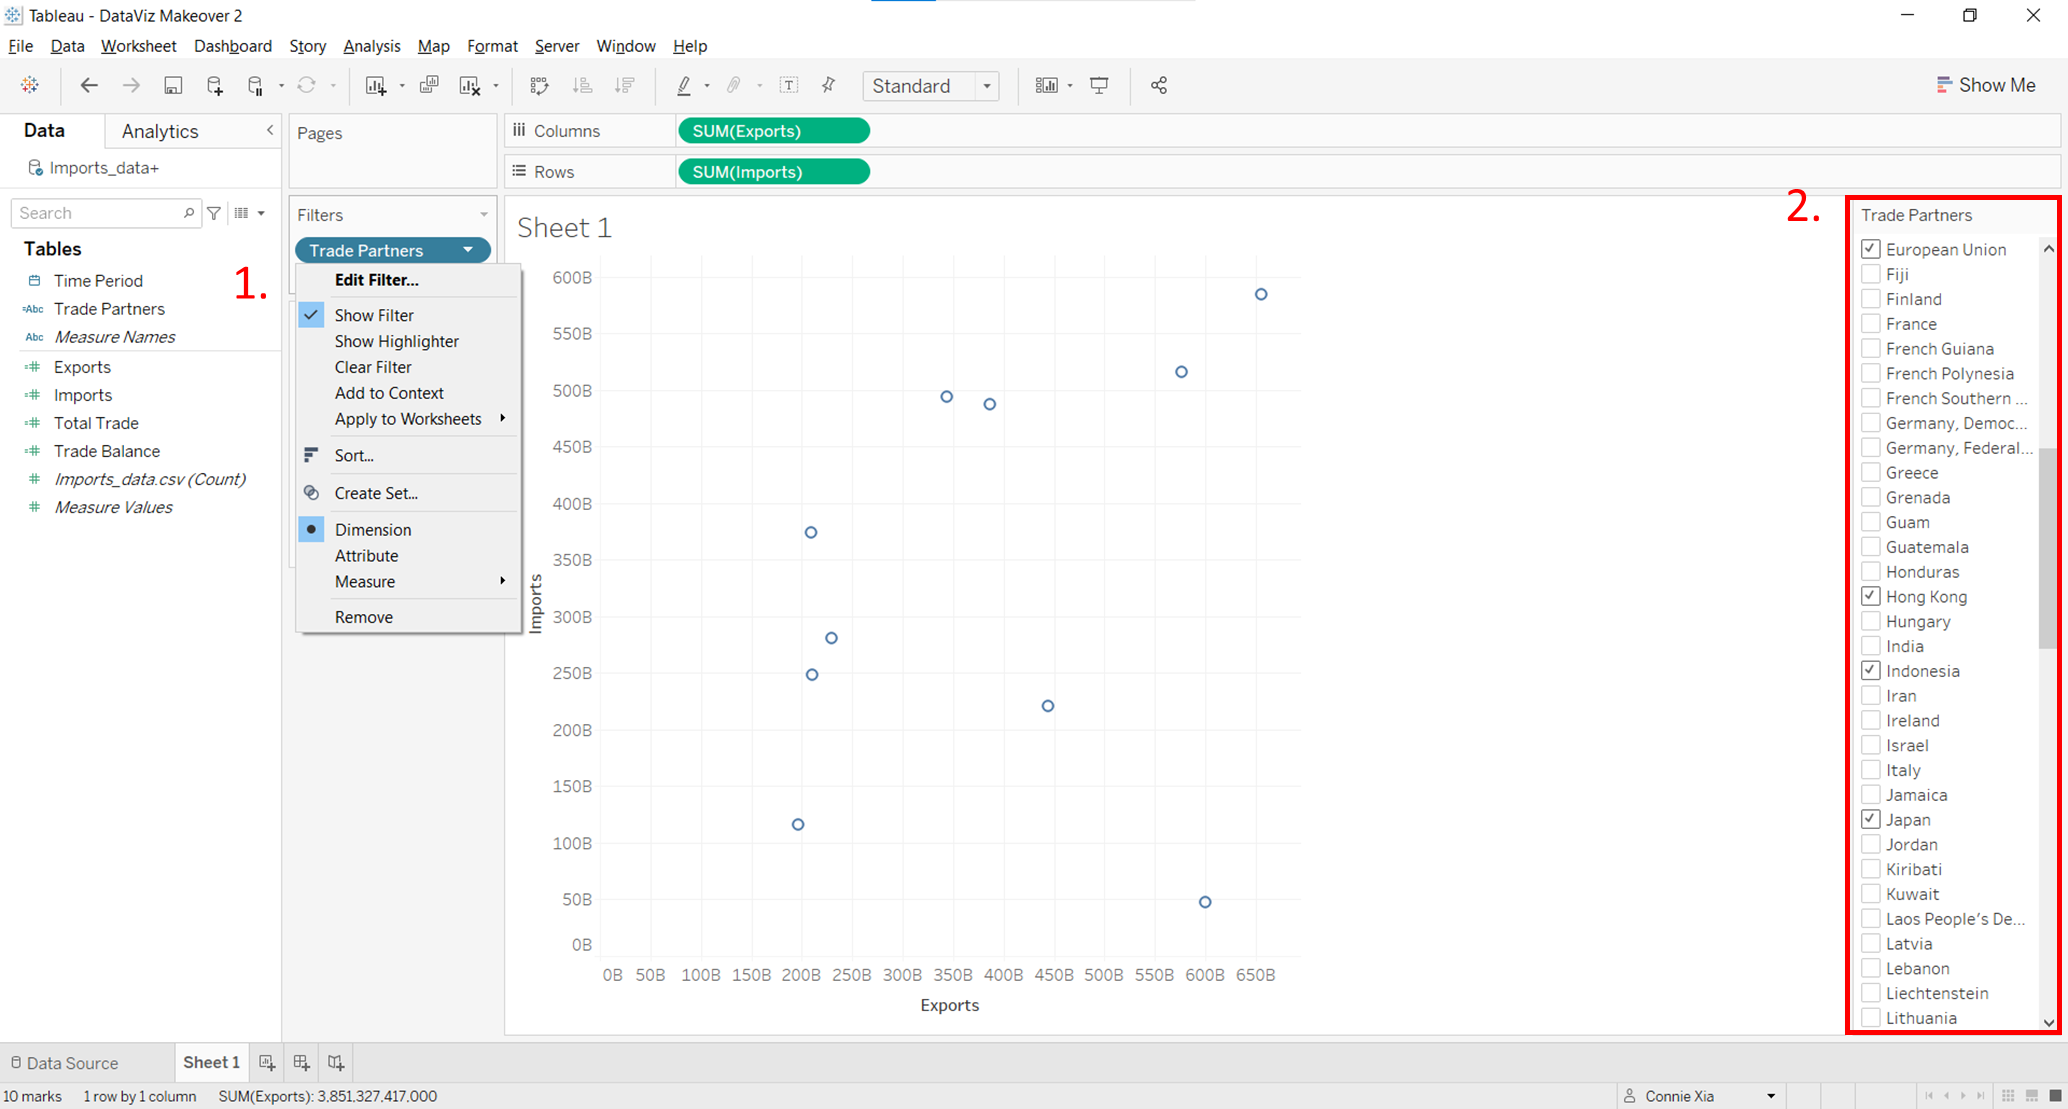 Tableau - DataViz Makeover 2
File Data Worksheet Dashboard Story Analysis Map Format Server Window Help
Standard
Show Me
Data
Analytics
Imports_data+
Search
Tables
Time Period
Abc Trade Partners
Abc Measure Names
Exports
Imports
Total Trade
Trade Balance
Imports_data.csv (Count)
Measure Values
1.
Pages
Filters
Trade Partners
Edit Filter...
Show Filter
Show Highlighter
Clear Filter
Add to Context
Apply to Worksheets
Sort...
Create Set...
Dimension
Attribute
Measure
Remove
Columns
SUM(Exports)
Rows
SUM(Imports)
Sheet 1
600B
550B
500B
450B
400B
350B
300B
250B
200B
150B
100B
50B
0B
Imports
0B 50B 100B 150B 200B 250B 300B 350B 400B 450B 500B 550B 600B 650B
Exports
2.
Trade Partners
European Union
Fiji
Finland
France
French Guiana
French Polynesia
French Southern ...
Germany, Democ...
Germany, Federal...
Greece
Grenada
Guam
Guatemala
Honduras
Hong Kong
Hungary
India
Indonesia
Iran
Ireland
Israel
Italy
Jamaica
Japan
Jordan
Kiribati
Kuwait
Laos People's De...
Latvia
Lebanon
Liechtenstein
Lithuania
Data Source
Sheet 1
10 marks 1 row by 1 column SUM(Exports): 3,851,327,417,000
Connie Xia